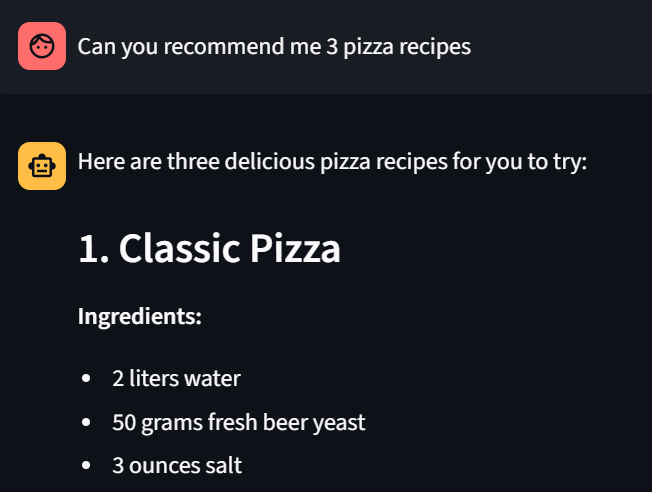 Can you recommend me 3 pizza recipes
Here are three delicious pizza recipes for you to try:
1. Classic Pizza
Ingredients:
• 2 liters water
• 50 grams fresh beer yeast
• 3 ounces salt